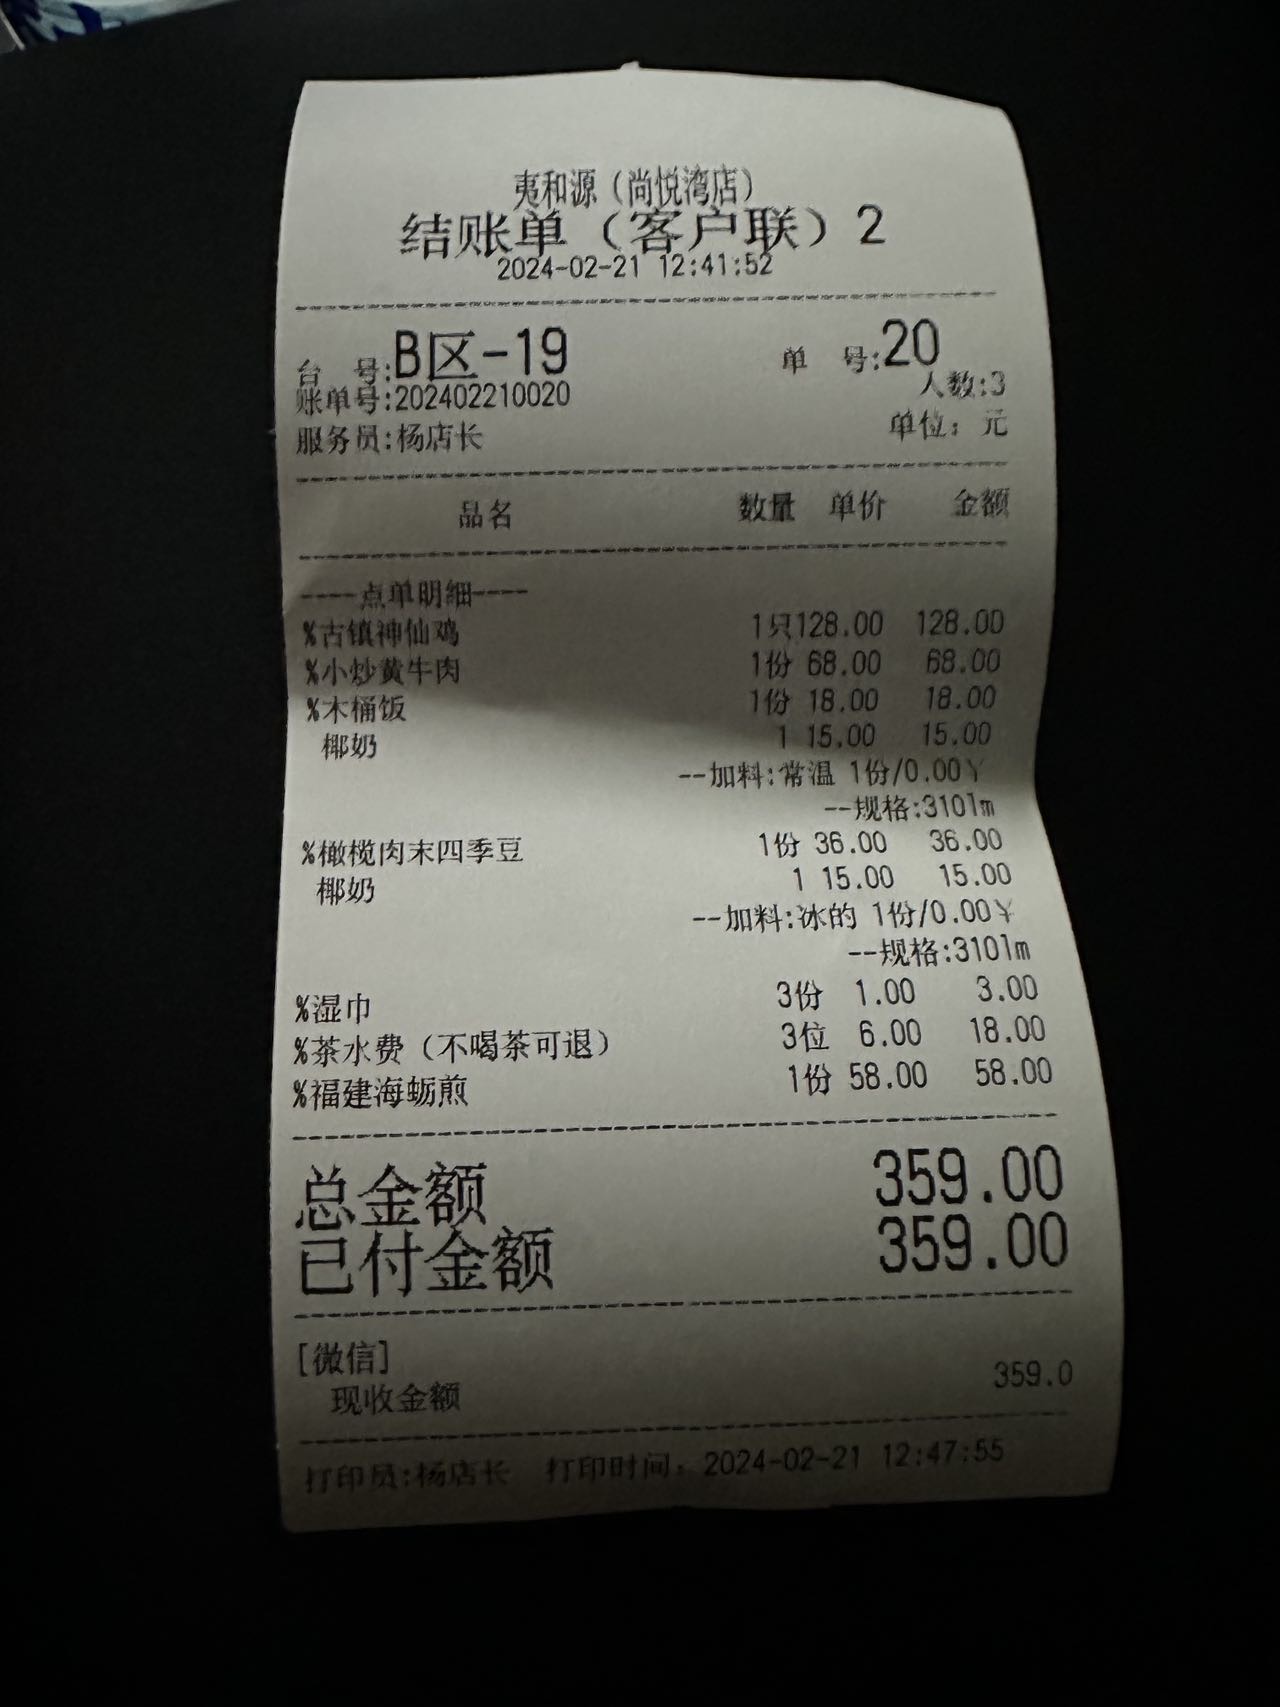 夷和源（尚悦湾店）
结账单（客户联）2
2024-02-21 12:41:52
台 号:B区-19 单 号:20
人数:3
账单号:202402210020
单位：元
服务员:杨店长
品名 数量 单价 金额
----点单明细----
%古镇神仙鸡 1只128.00 128.00
%小炒黄牛肉 1份 68.00 68.00
%木桶饭 1份 18.00 18.00
椰奶 1 15.00 15.00
--加料:常温 1份/0.00¥
--规格:310lm
%橄榄肉末四季豆 1份 36.00 36.00
椰奶 1 15.00 15.00
--加料:冰的 1份/0.00¥
--规格:310lm
%湿巾 3份 1.00 3.00
%茶水费（不喝茶可退） 3位 6.00 18.00
%福建海蛎煎 1份 58.00 58.00
总金额 359.00
已付金额 359.00
[微信]
现收金额 359.0
打印员:杨店长 打印时间：2024-02-21 12:47:55